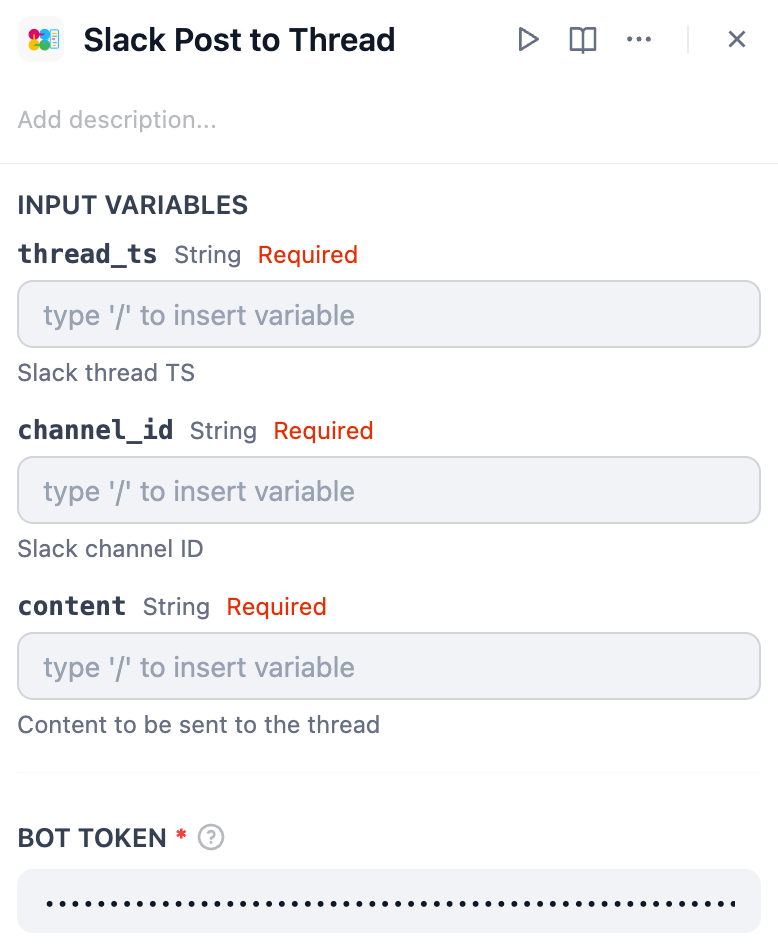 Slack Post to Thread
Add description...
INPUT VARIABLES
thread_ts String Required
type '/' to insert variable
Slack thread TS
channel_id String Required
type '/' to insert variable
Slack channel ID
content String Required
type '/' to insert variable
Content to be sent to the thread
BOT TOKEN *